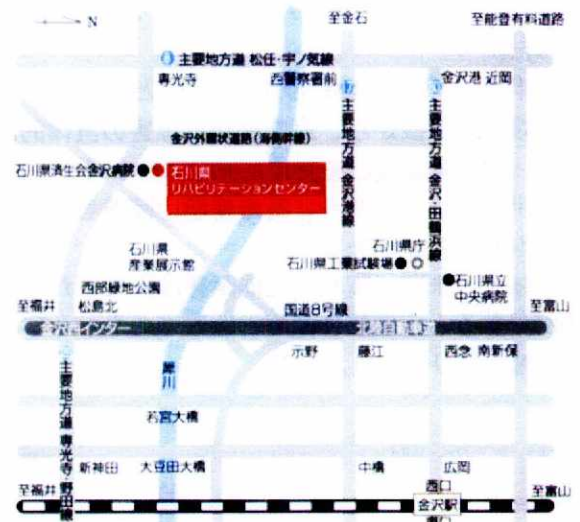 N
至金石
至能登有料道路
主要地方道 松任・宇ノ気線
専光寺
西警察署前
金沢港 近岡
主要地方道 金沢港線
主要地方道 金沢・田鶴浜線
金沢外環状道路(海側幹線)
石川県済生会金沢病院
石川県
リハビリテーションセンター
石川県
産業展示館
石川県庁
石川県工業試験場
西部緑地公園
石川県立
中央病院
至福井
松島北
国道8号線
至富山
金沢西インター
北陸自動車道
示野
藤江
西念 南新保
主要地方道 専光寺・野田線
犀川
若宮大橋
新神田
大豆田大橋
中橋
広岡
至福井
西口
金沢駅
至富山